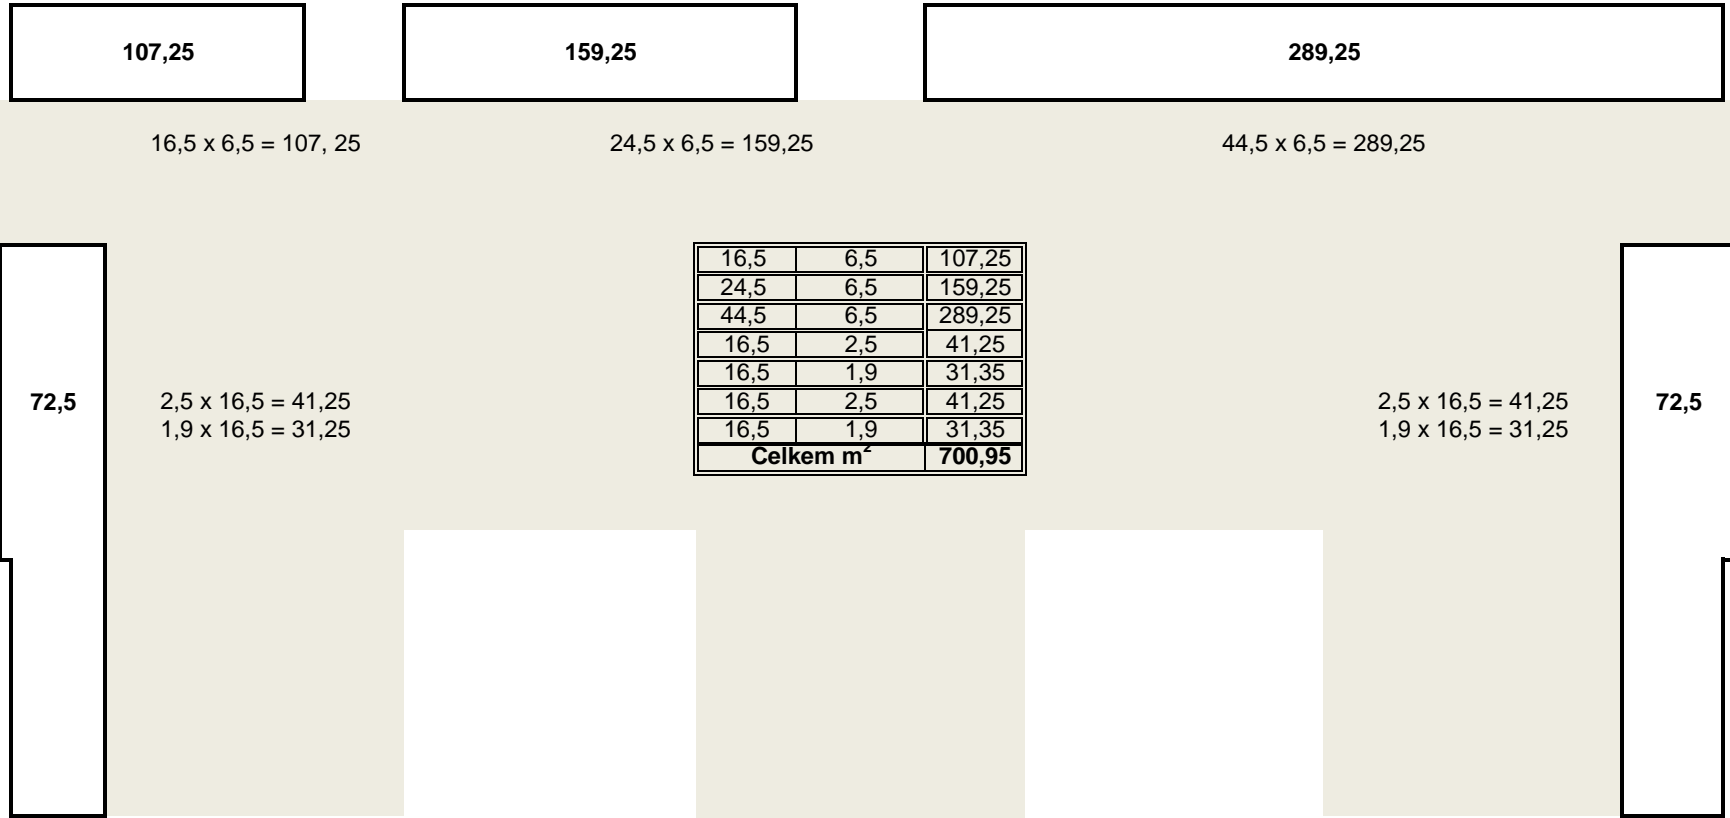 107,25
159,25
289,25
16,5 x 6,5 = 107, 25
24,5 x 6,5 = 159,25
44,5 x 6,5 = 289,25
16,5 6,5 107,25
24,5 6,5 159,25
44,5 6,5 289,25
16,5 2,5 41,25
16,5 1,9 31,35
16,5 2,5 41,25
16,5 1,9 31,35
Celkem m² 700,95
72,5
2,5 x 16,5 = 41,25
1,9 x 16,5 = 31,25
2,5 x 16,5 = 41,25
1,9 x 16,5 = 31,25
72,5